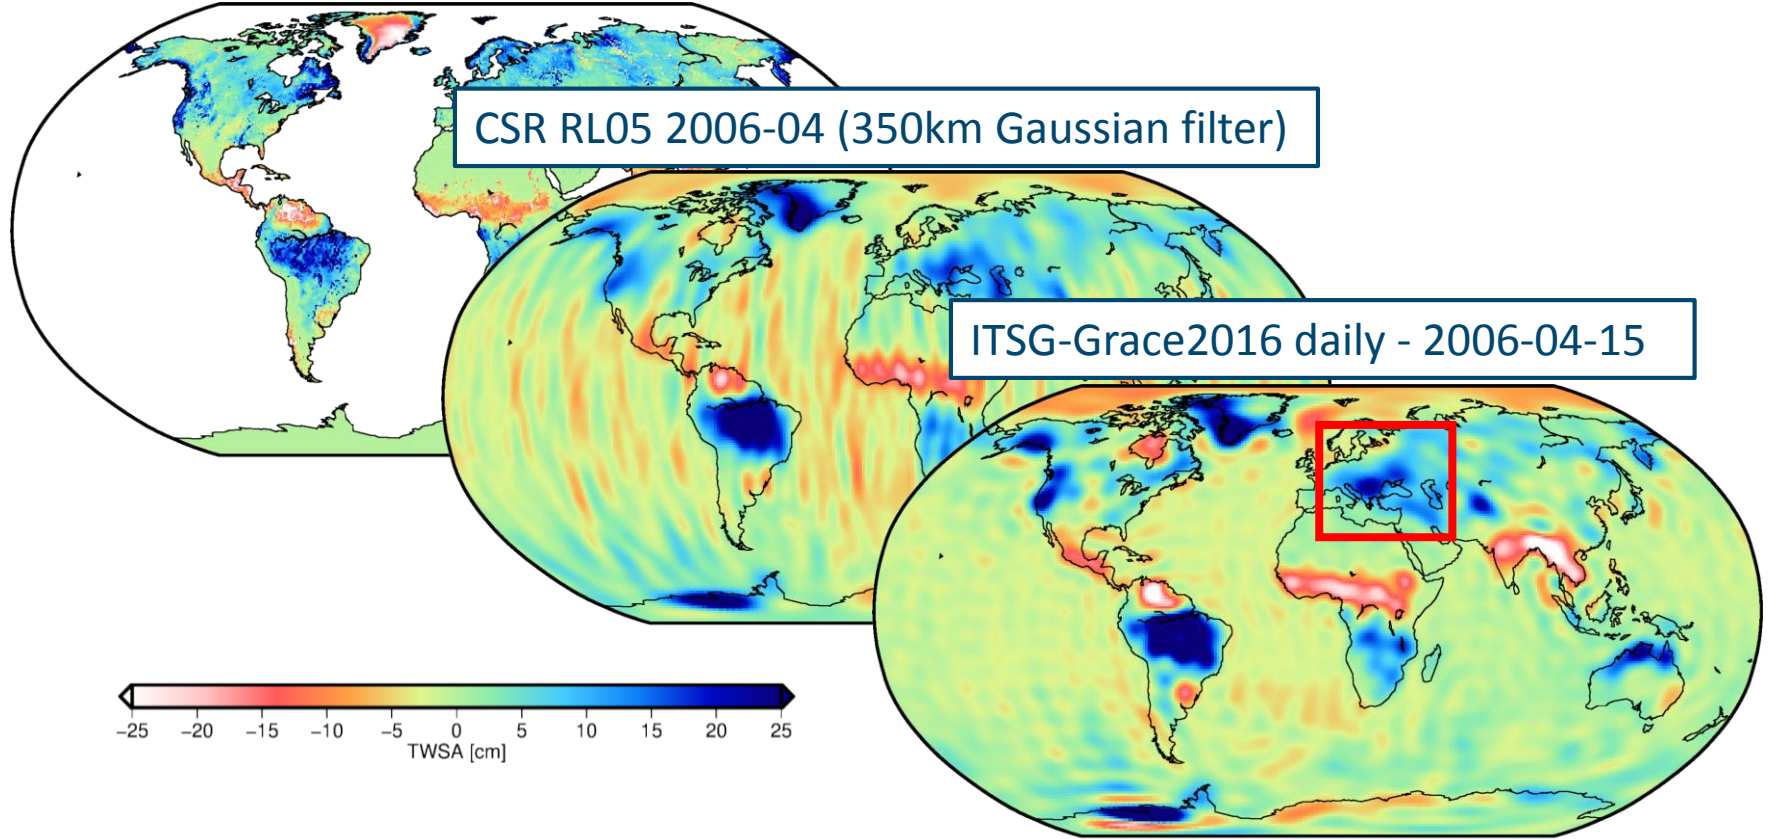 CSR RL05 2006-04 (350km Gaussian filter)
ITSG-Grace2016 daily - 2006-04-15
−25 −20 −15 −10 −5 0 5 10 15 20 25
TWSA [cm]